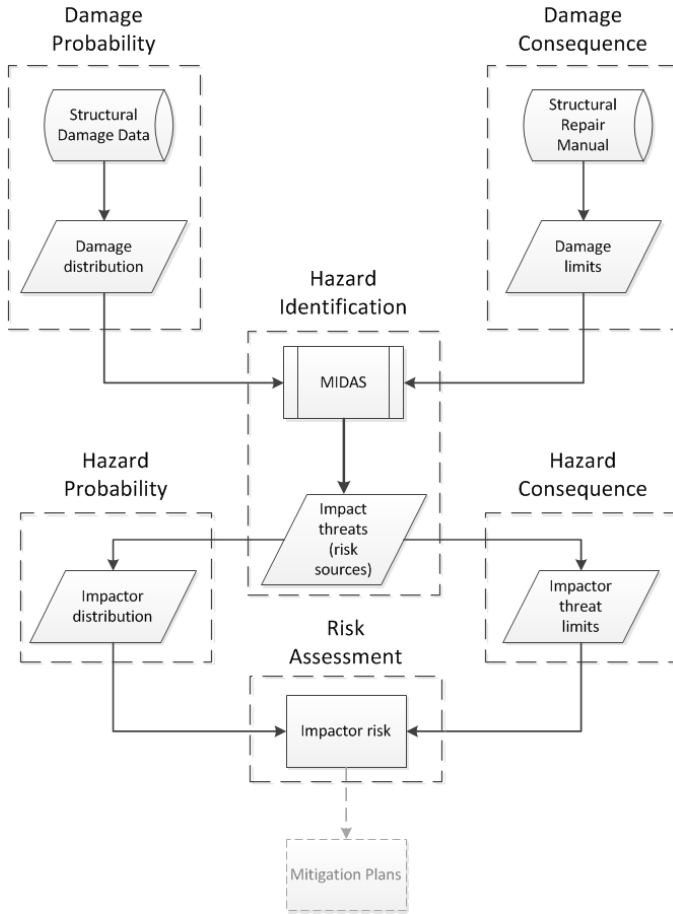 Damage
Probability
Damage
Consequence
Structural
Damage Data
Structural
Repair
Manual
Damage
distribution
Damage
limits
Hazard
Identification
MIDAS
Hazard
Probability
Hazard
Consequence
Impact
threats
(risk
sources)
Impactor
distribution
Impactor
threat
limits
Risk
Assessment
Impactor risk
Mitigation Plans